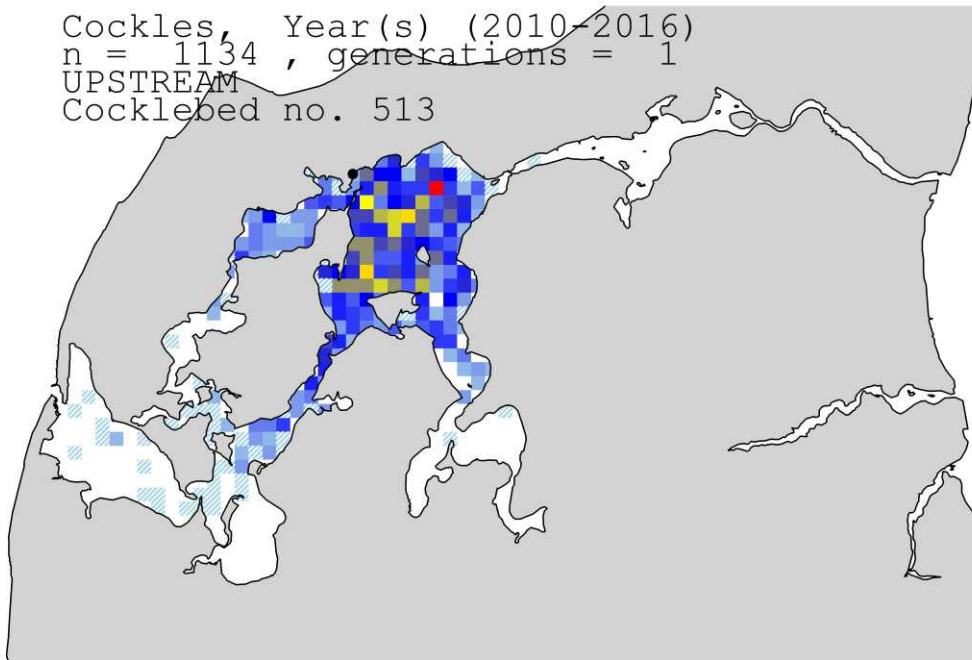 Cockles, Year(s) (2010-2016)
n = 1134 , generations = 1
UPSTREAM
Cocklebed no. 513